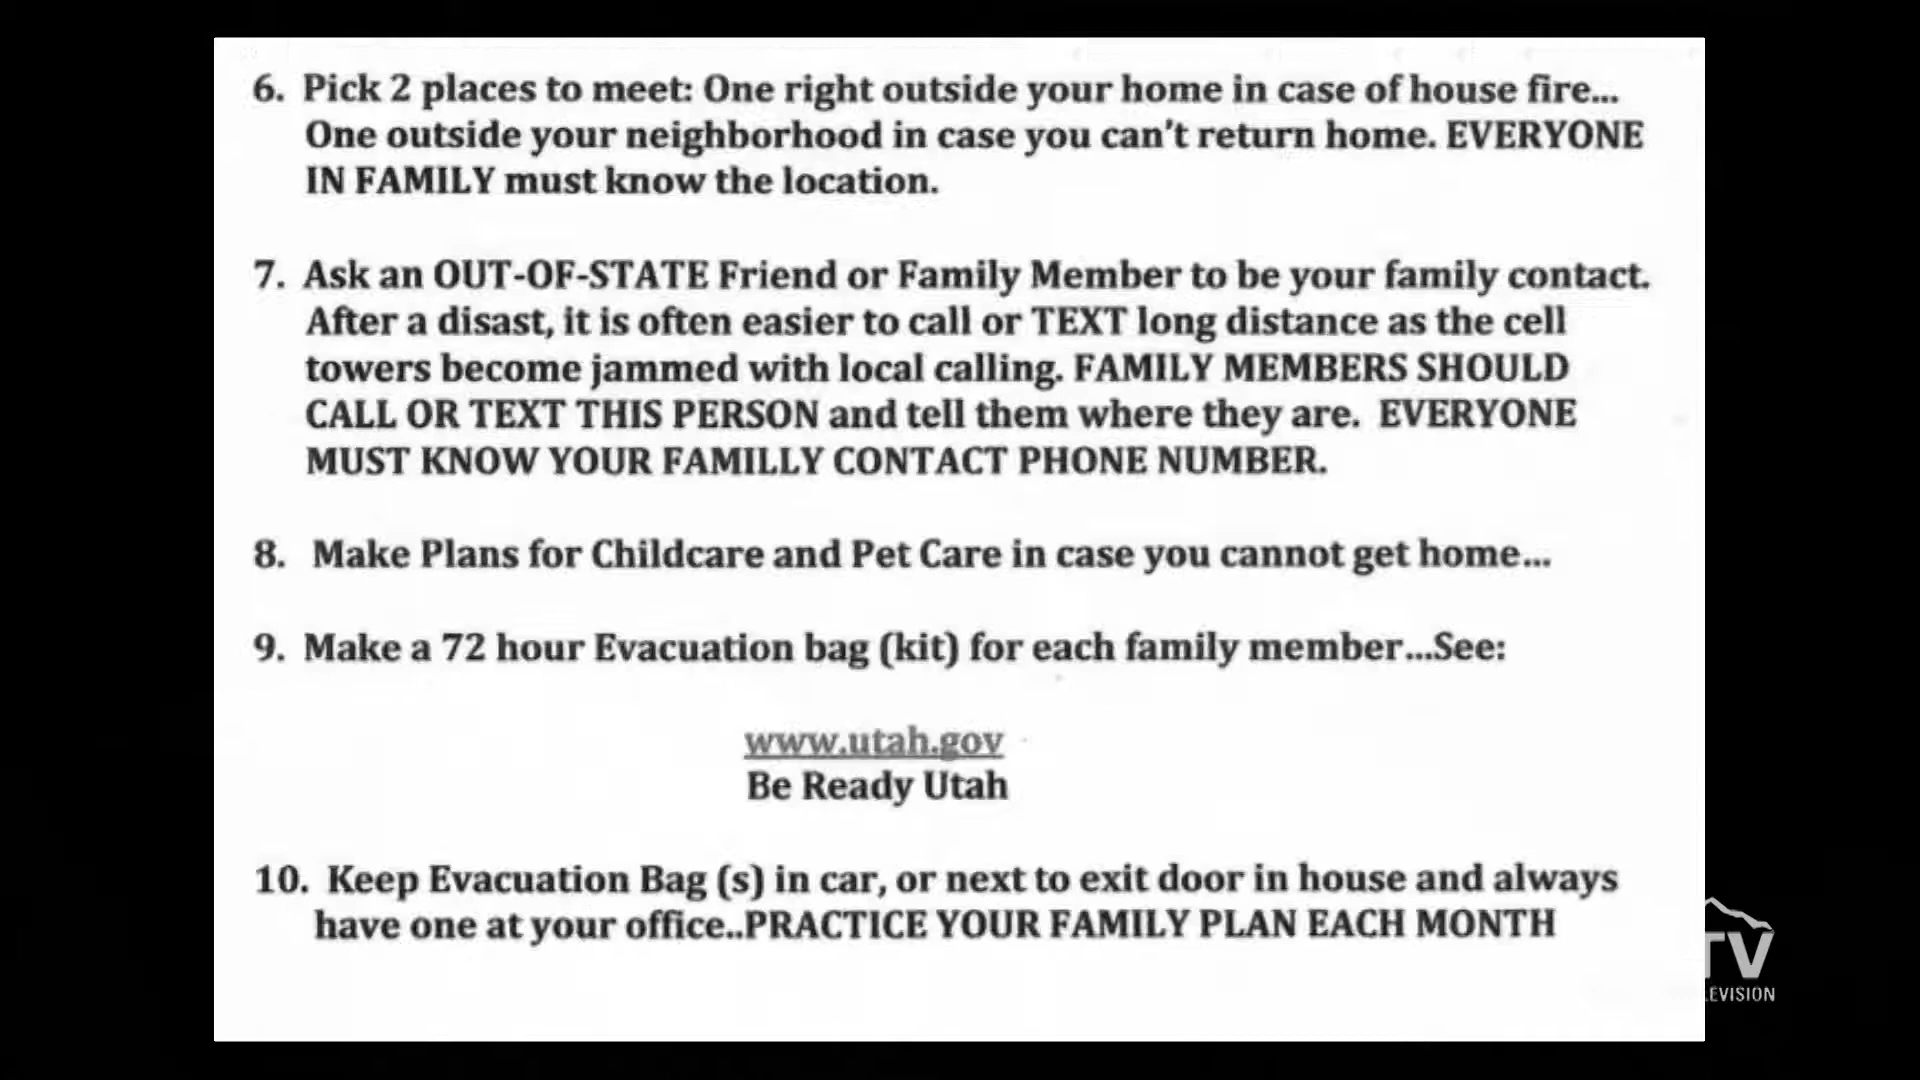 6. Pick 2 places to meet: One right outside your home in case of house fire...
One outside your neighborhood in case you can't return home. EVERYONE
IN FAMILY must know the location.
7. Ask an OUT-OF-STATE Friend or Family Member to be your family contact.
After a disast, it is often easier to call or TEXT long distance as the cell
towers become jammed with local calling. FAMILY MEMBERS SHOULD
CALL OR TEXT THIS PERSON and tell them where they are. EVERYONE
MUST KNOW YOUR FAMILLY CONTACT PHONE NUMBER.
8. Make Plans for Childcare and Pet Care in case you cannot get home...
9. Make a 72 hour Evacuation bag (kit) for each family member...See:
www.utah.gov
Be Ready Utah
10. Keep Evacuation Bag (s) in car, or next to exit door in house and always
have one at your office..PRACTICE YOUR FAMILY PLAN EACH MONTH
TV
EVISION